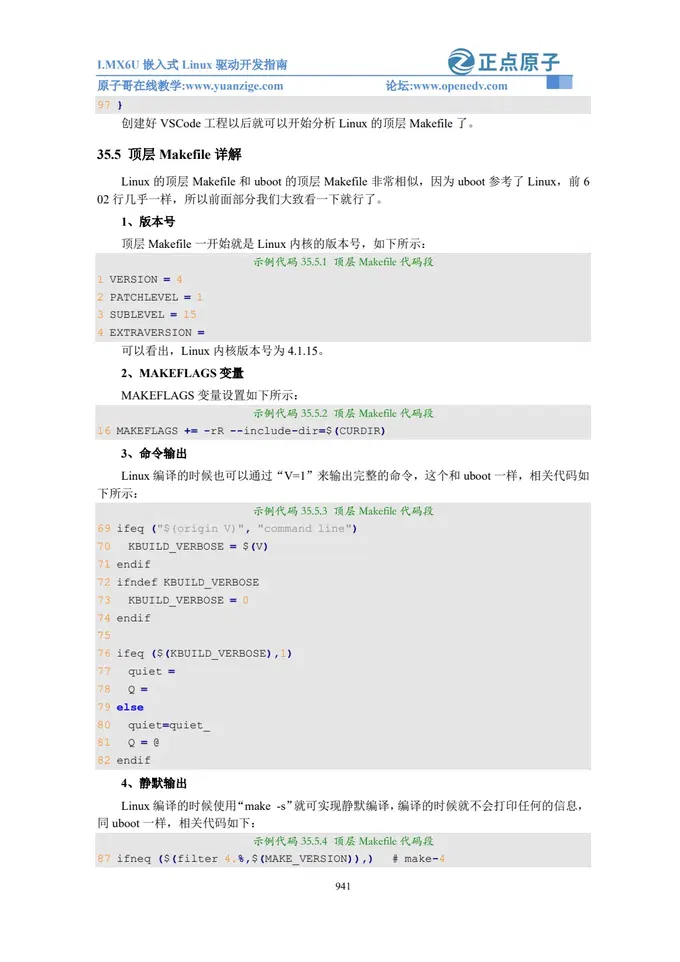 I.MX6U 嵌入式 Linux 驱动开发指南
正点原子
原子哥在线教学:www.yuanzige.com
论坛:www.openedv.com
97 }
创建好 VSCode 工程以后就可以开始分析 Linux 的顶层 Makefile 了。
35.5 顶层 Makefile 详解
Linux 的顶层 Makefile 和 uboot 的顶层 Makefile 非常相似，因为 uboot 参考了 Linux，前 6
02 行几乎一样，所以前面部分我们大致看一下就行了。
1、版本号
顶层 Makefile 一开始就是 Linux 内核的版本号，如下所示：
示例代码 35.5.1 顶层 Makefile 代码段
1 VERSION = 4
2 PATCHLEVEL = 1
3 SUBLEVEL = 15
4 EXTRAVERSION =
可以看出，Linux 内核版本号为 4.1.15。
2、MAKEFLAGS 变量
MAKEFLAGS 变量设置如下所示：
示例代码 35.5.2 顶层 Makefile 代码段
16 MAKEFLAGS += -rR --include-dir=$(CURDIR)
3、命令输出
Linux 编译的时候也可以通过“V=1”来输出完整的命令，这个和 uboot 一样，相关代码如
下所示：
示例代码 35.5.3 顶层 Makefile 代码段
69 ifeq ("$(origin V)", "command line")
70   KBUILD_VERBOSE = $(V)
71 endif
72 ifndef KBUILD_VERBOSE
73   KBUILD_VERBOSE = 0
74 endif
75
76 ifeq ($(KBUILD_VERBOSE),1)
77   quiet =
78   Q =
79 else
80   quiet=quiet_
81   Q = @
82 endif
4、静默输出
Linux 编译的时候使用“make -s”就可实现静默编译，编译的时候就不会打印任何的信息，
同 uboot 一样，相关代码如下：
示例代码 35.5.4 顶层 Makefile 代码段
87 ifneq ($(filter 4.%,$(MAKE_VERSION)),)   # make-4
941